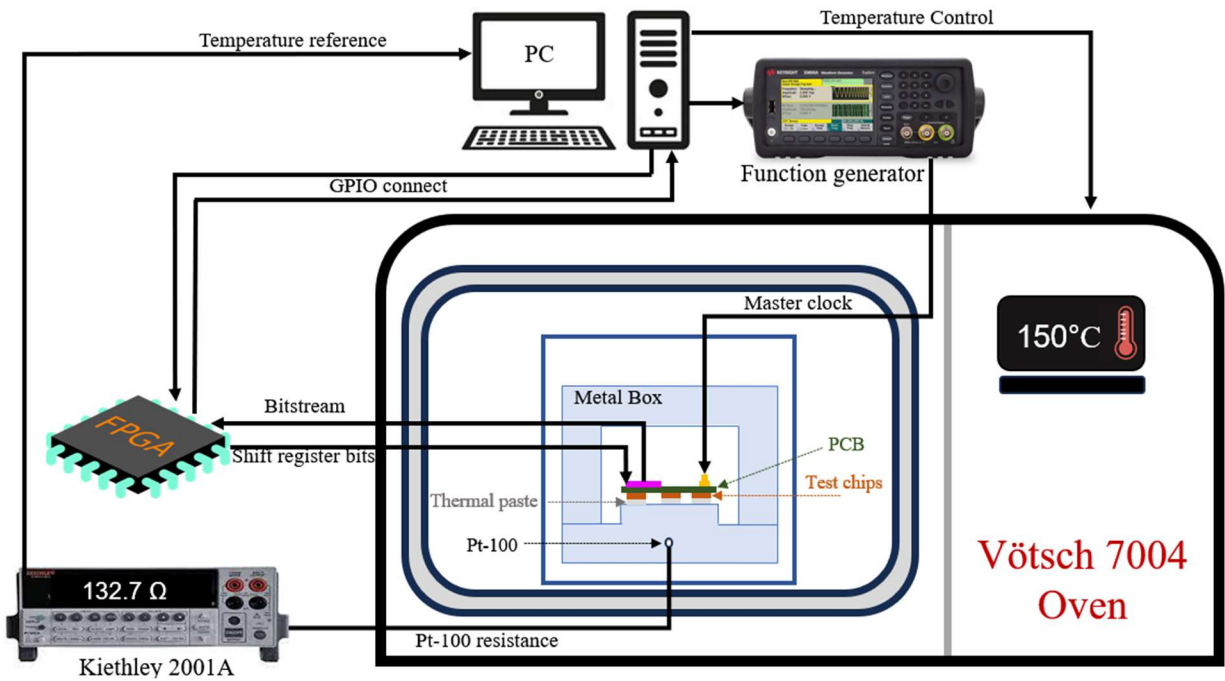 Temperature Control
Temperature reference
PC
KEYSIGHT
Function generator
GPIO connect
Master clock
150°C
Metal Box
Bitstream
FPGA
Shift register bits
PCB
Test chips
Thermal paste
Pt-100
Vötsch 7004
Oven
132.7 Ω
Pt-100 resistance
Kiethley 2001A